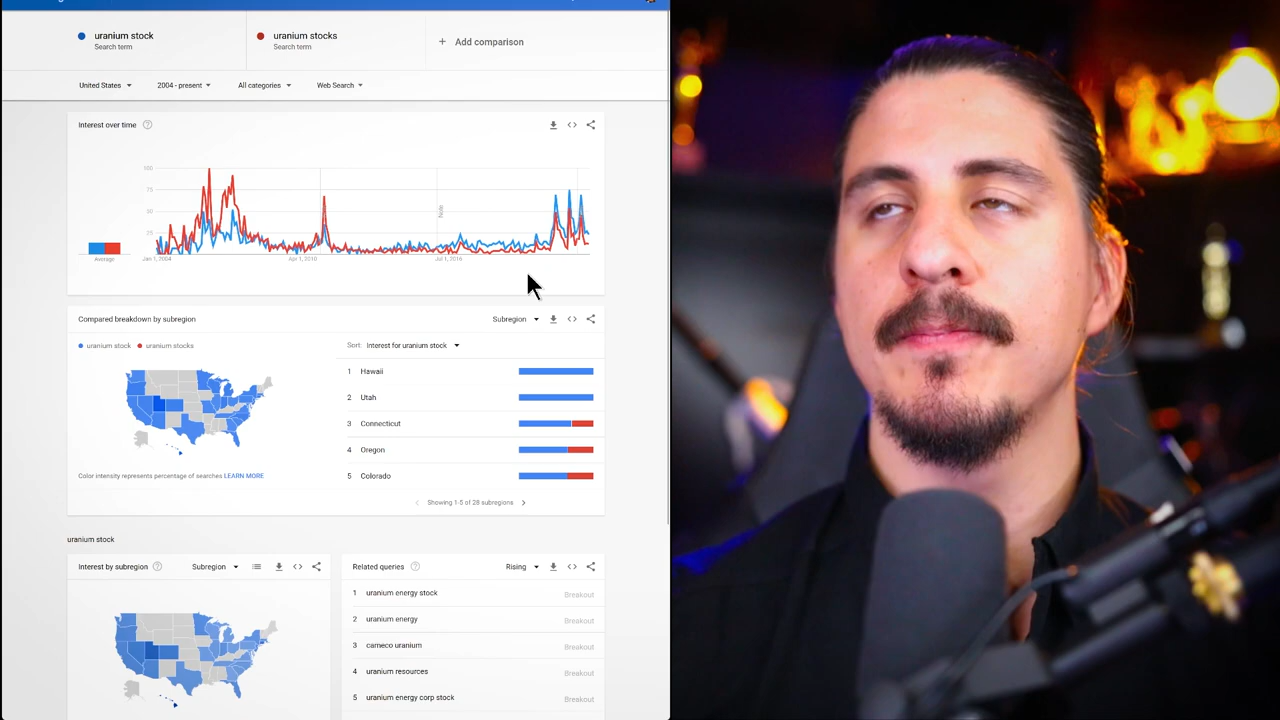 uranium stock
Search term
uranium stocks
Search term
+ Add comparison
United States
2004 - present
All categories
Web Search
Interest over time
100
75
50
25
Average
Jan 1, 2004
Apr 1, 2010
Jul 1, 2016
Note
Compared breakdown by subregion
Subregion
uranium stock
uranium stocks
Sort: Interest for uranium stock
1 Hawaii
2 Utah
3 Connecticut
4 Oregon
5 Colorado
Color intensity represents percentage of searches LEARN MORE
Showing 1-5 of 28 subregions
uranium stock
Interest by subregion
Subregion
Related queries
Rising
1 uranium energy stock Breakout
2 uranium energy Breakout
3 cameco uranium Breakout
4 uranium resources Breakout
5 uranium energy corp stock Breakout